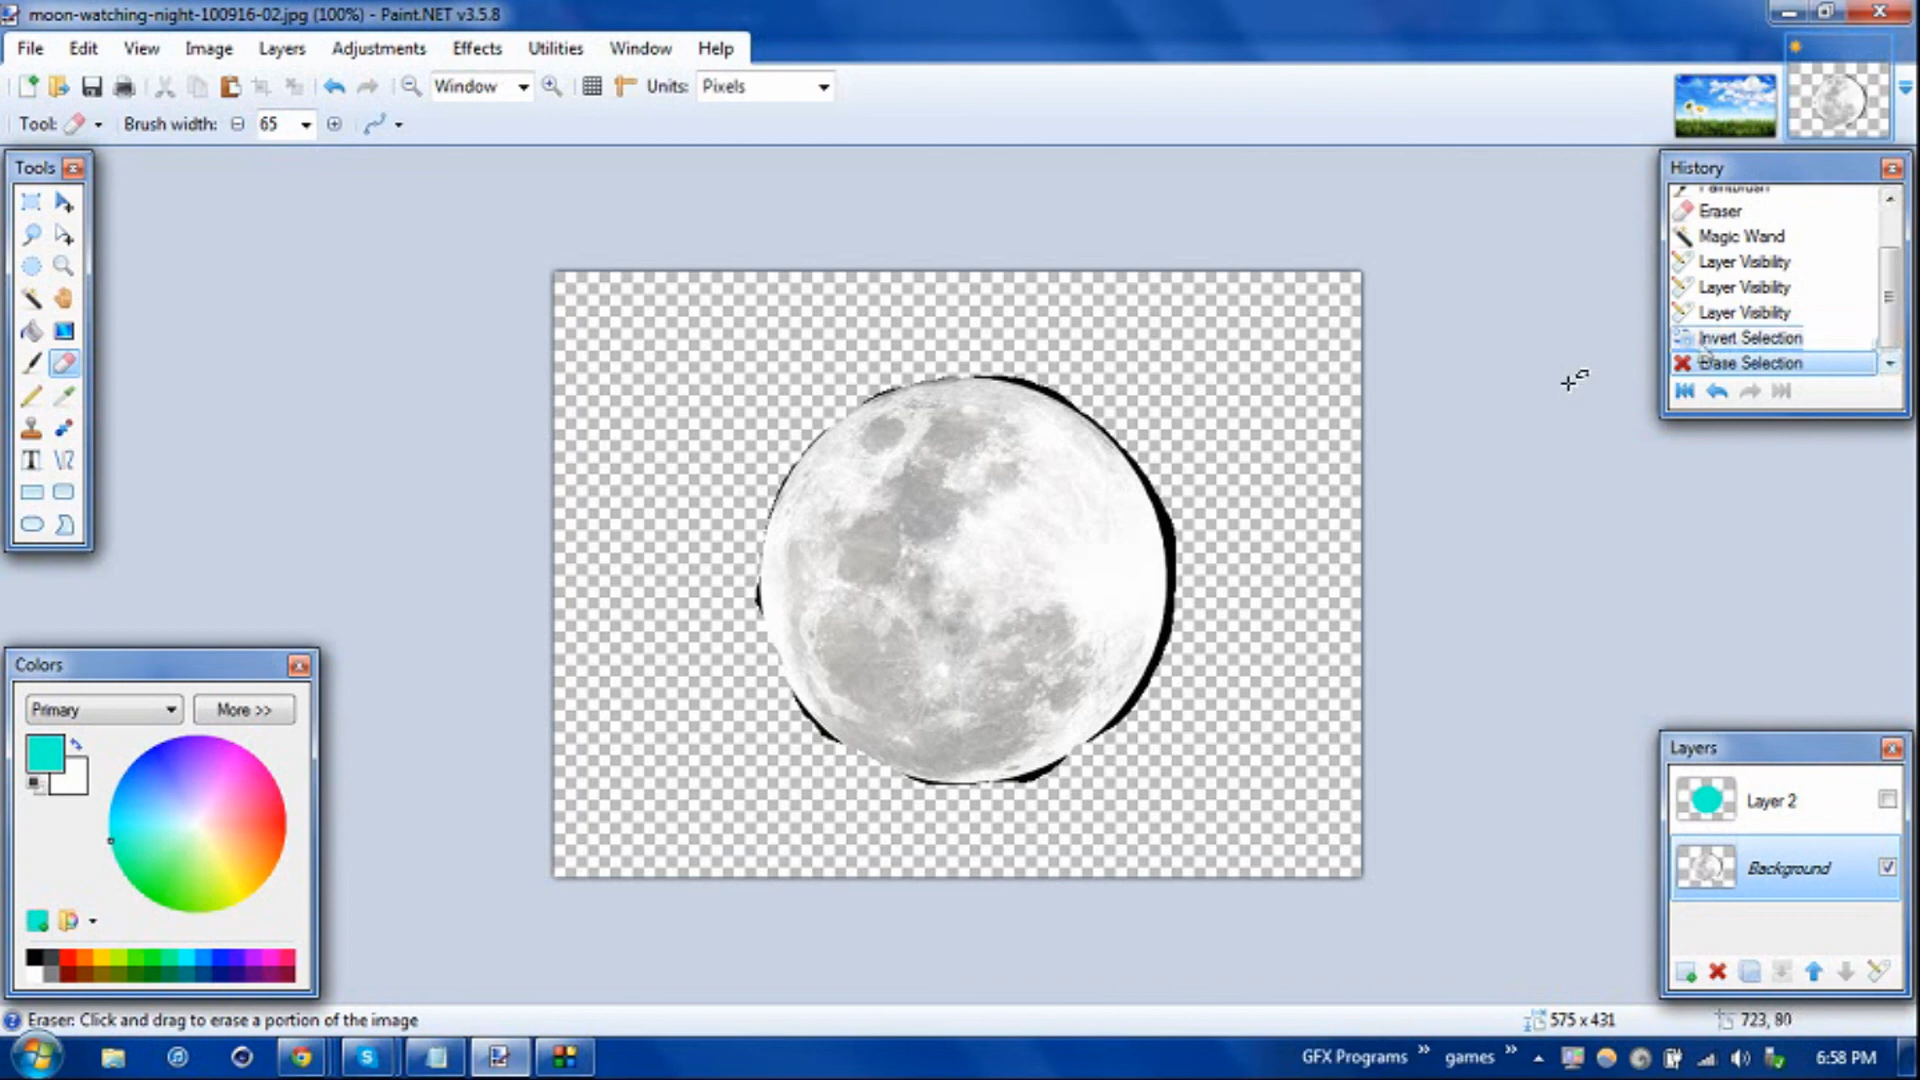 moon-watching-night-100916-02.jpg (100%) - Paint.NET v3.5.8
File Edit View Image Layers Adjustments Effects Utilities Window Help
Window Units: Pixels
Tool: Brush width: 65
Tools
History
Paintbrush
Eraser
Magic Wand
Layer Visibility
Layer Visibility
Layer Visibility
Invert Selection
Erase Selection
Colors
Primary More >>
Layers
Layer 2
Background
Eraser: Click and drag to erase a portion of the image
575 x 431 723, 80
GFX Programs » games » 6:58 PM